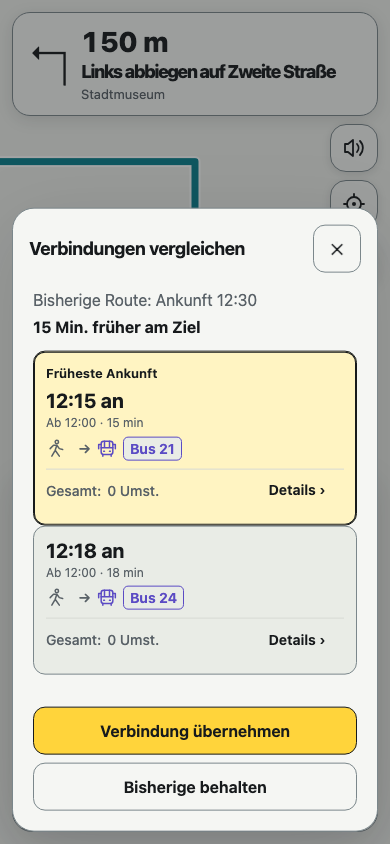 150 m
Links abbiegen auf Zweite Straße
Stadtmuseum
Verbindungen vergleichen
Bisherige Route: Ankunft 12:30
15 Min. früher am Ziel
Früheste Ankunft
12:15 an
Ab 12:00 · 15 min
→ Bus 21
Gesamt: 0 Umst. Details ›
12:18 an
Ab 12:00 · 18 min
→ Bus 24
Gesamt: 0 Umst. Details ›
Verbindung übernehmen
Bisherige behalten